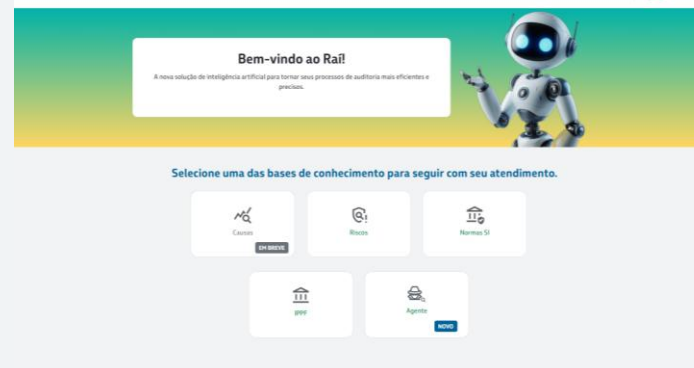 Bem-vindo ao Raí!
A nova solução de inteligência artificial para tornar seus processos de auditoria mais eficientes e
precisos.
Selecione uma das bases de conhecimento para seguir com seu atendimento.
Causas
EM BREVE
Riscos
Normas SI
Agente
NOVO